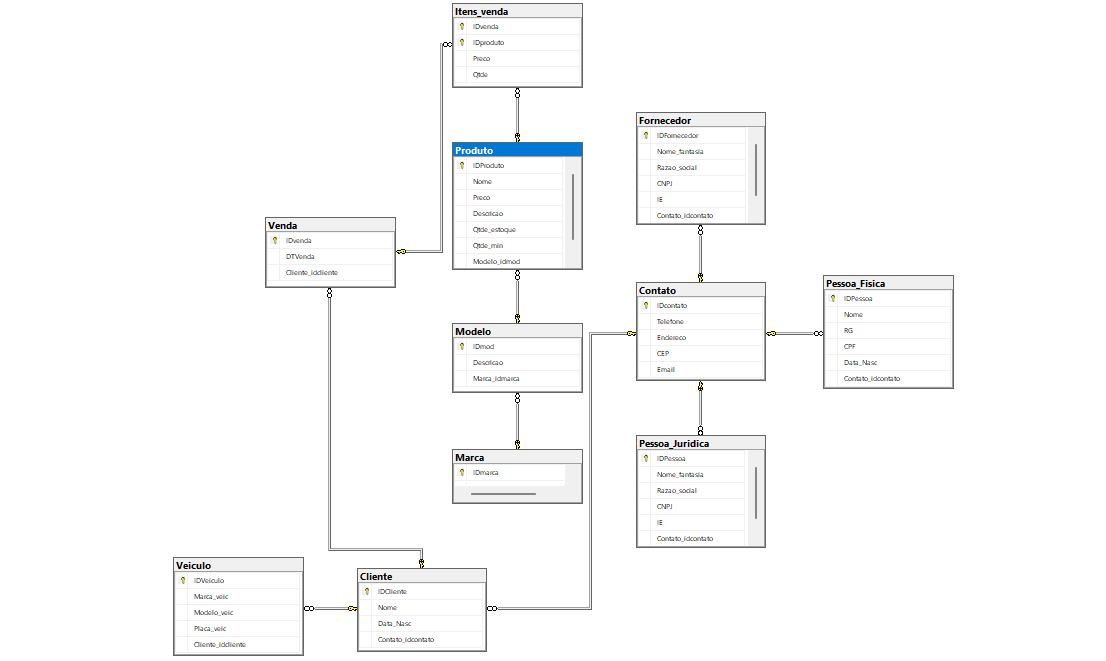 Itens_venda
IDvenda
IDproduto
Preco
Qtde
Produto
IDProduto
Nome
Preco
Descricao
Qtde_estoque
Qtde_min
Modelo_idmod
Fornecedor
IDFornecedor
Nome_fantasia
Razao_social
CNPJ
IE
Contato_idcontato
Venda
IDvenda
DTVenda
Cliente_idcliente
Modelo
IDmod
Descricao
Marca_idmarca
Contato
IDcontato
Telefone
Endereco
CEP
Email
Pessoa_Fisica
IDPessoa
Nome
RG
CPF
Data_Nasc
Contato_idcontato
Marca
IDmarca
Pessoa_Juridica
IDPessoa
Nome_fantasia
Razao_social
CNPJ
IE
Contato_idcontato
Veiculo
IDVeiculo
Marca_veic
Modelo_veic
Placa_veic
Cliente_idcliente
Cliente
IDCliente
Nome
Data_Nasc
Contato_idcontato